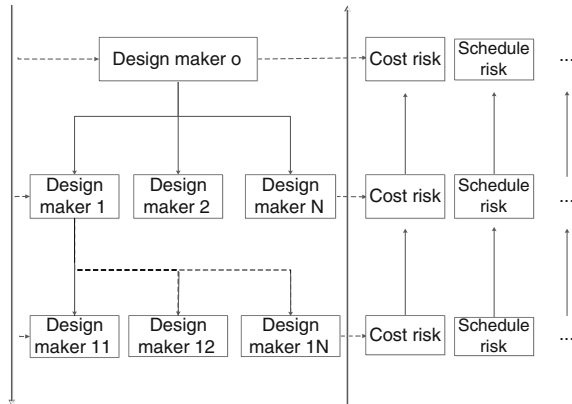 Design maker o
Cost risk
Schedule
risk
...
Design
maker 1
Design
maker 2
Design
maker N
Cost risk
Schedule
risk
...
Design
maker 11
Design
maker 12
Design
maker 1N
Cost risk
Schedule
risk
...